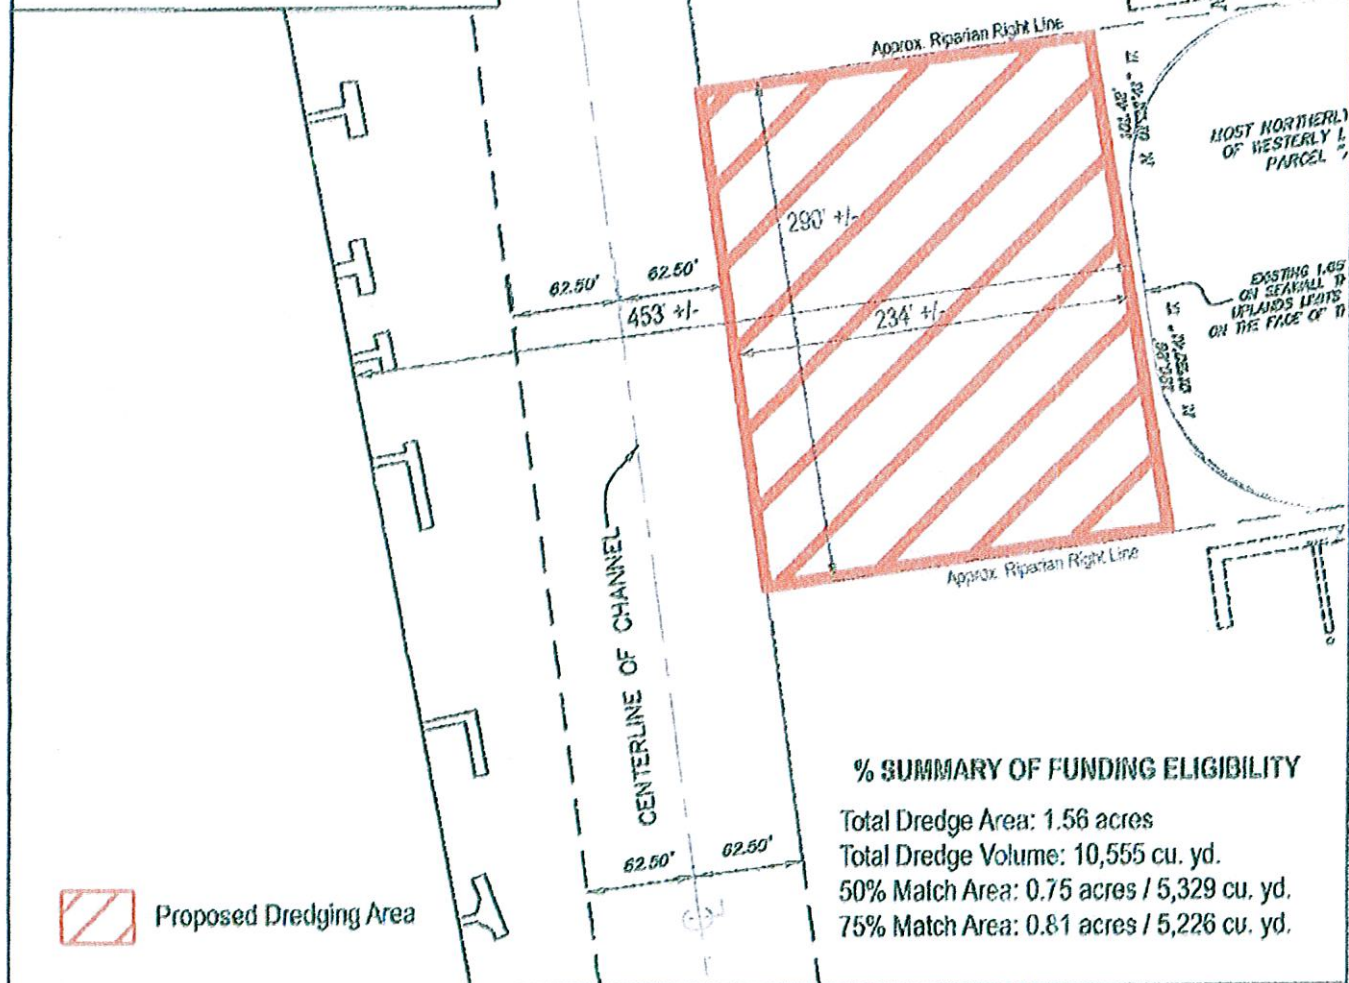 Approx. Riparian Right Line
MOST NORTHERLY
OF WESTERLY L
PARCEL "
290' +/-
62.50'
62.50'
453' +/-
234' +/-
EXISTING 1.65'
ON SEAWALL
UPLANDS LIMITS
ON THE FACE OF
CENTERLINE OF CHANNEL
Approx. Riparian Right Line
62.50'
62.50'
% SUMMARY OF FUNDING ELIGIBILITY
Total Dredge Area: 1.56 acres
Total Dredge Volume: 10,555 cu. yd.
50% Match Area: 0.75 acres / 5,329 cu. yd.
75% Match Area: 0.81 acres / 5,226 cu. yd.
Proposed Dredging Area